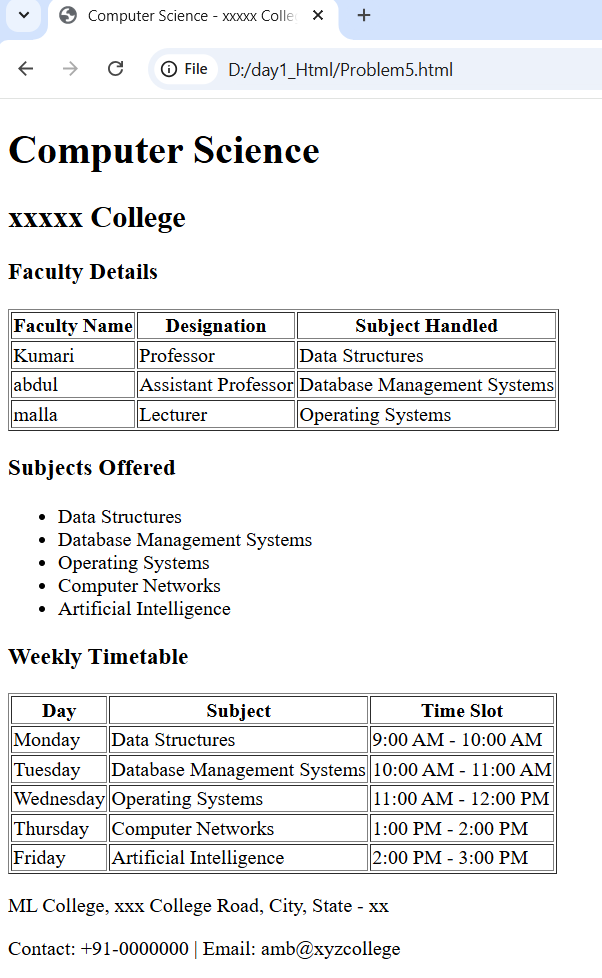 Computer Science - xxxxx Colle
File D:/day1_Html/Problem5.html
Computer Science
xxxxx College
Faculty Details
Faculty Name Designation Subject Handled
Kumari Professor Data Structures
abdul Assistant Professor Database Management Systems
malla Lecturer Operating Systems
Subjects Offered
• Data Structures
• Database Management Systems
• Operating Systems
• Computer Networks
• Artificial Intelligence
Weekly Timetable
Day Subject Time Slot
Monday Data Structures 9:00 AM - 10:00 AM
Tuesday Database Management Systems 10:00 AM - 11:00 AM
Wednesday Operating Systems 11:00 AM - 12:00 PM
Thursday Computer Networks 1:00 PM - 2:00 PM
Friday Artificial Intelligence 2:00 PM - 3:00 PM
ML College, xxx College Road, City, State - xx
Contact: +91-0000000 | Email: amb@xyzcollege